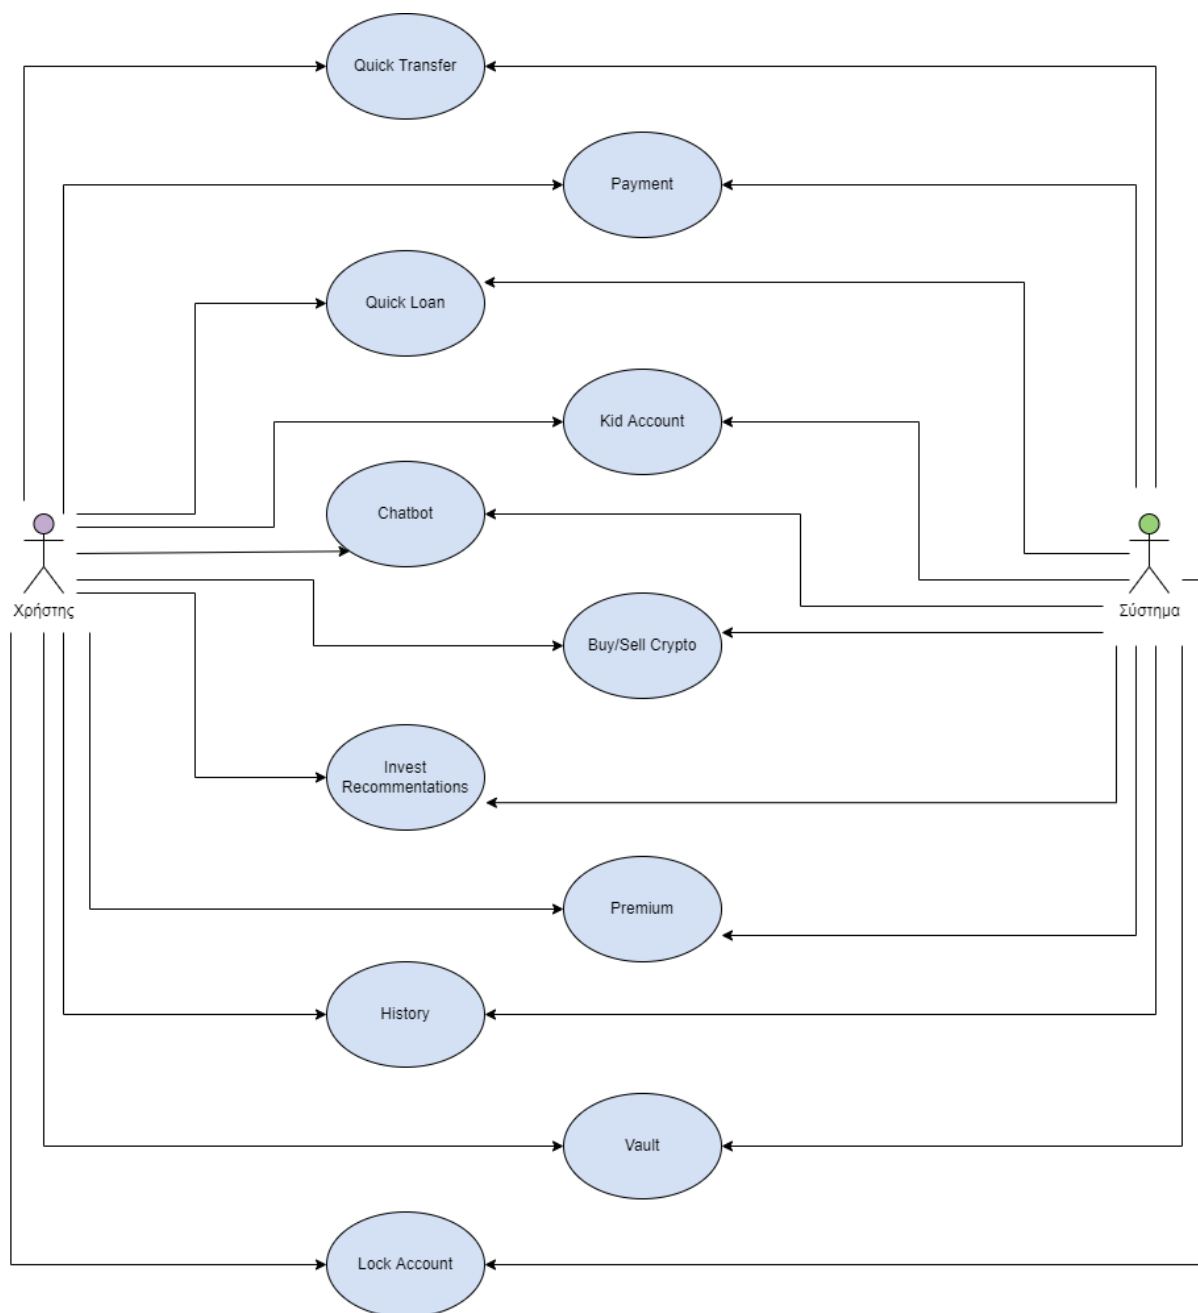 Quick Transfer
Payment
Quick Loan
Kid Account
Chatbot
Χρήστης
Σύστημα
Buy/Sell Crypto
Invest
Recommentations
Premium
History
Vault
Lock Account